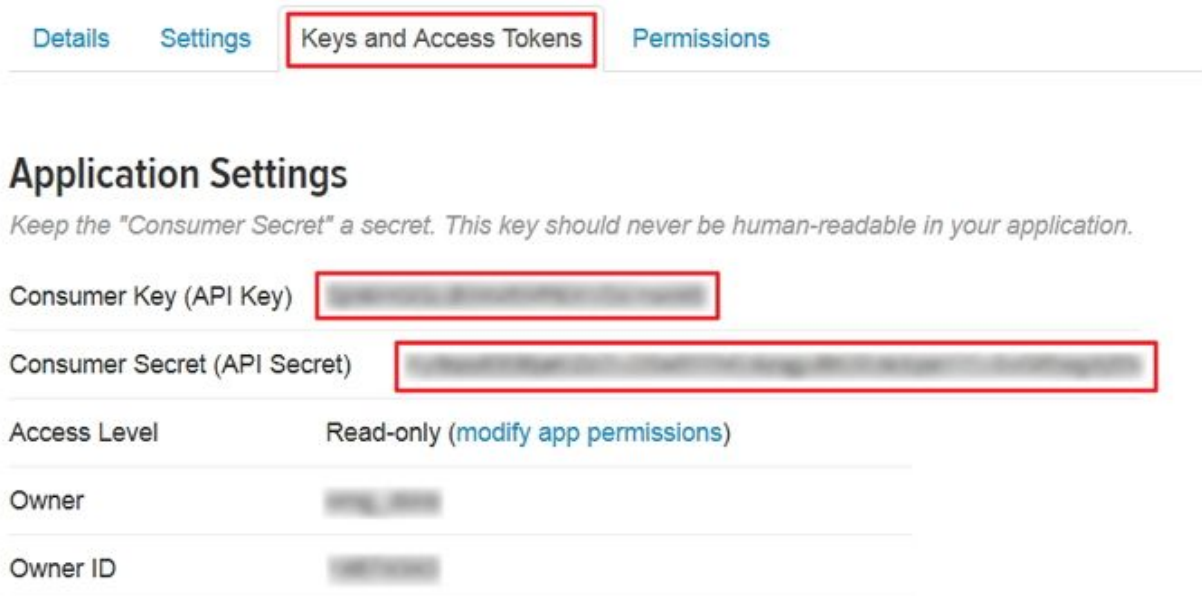 Details Settings Keys and Access Tokens Permissions
Application Settings
Keep the "Consumer Secret" a secret. This key should never be human-readable in your application.
Consumer Key (API Key)
Consumer Secret (API Secret)
Access Level Read-only (modify app permissions)
Owner
Owner ID